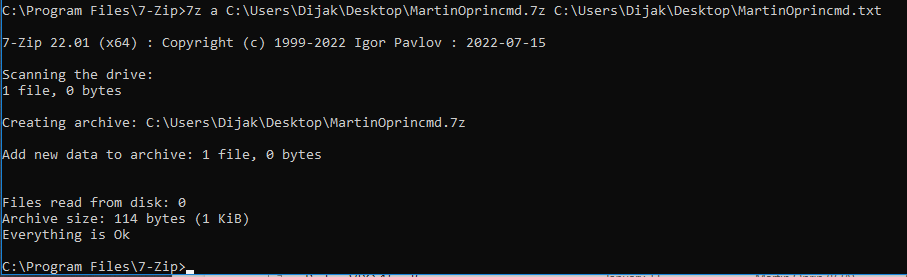 C:\Program Files\7-Zip>7z a C:\Users\Dijak\Desktop\MartinOprincmd.7z C:\Users\Dijak\Desktop\MartinOprincmd.txt
7-Zip 22.01 (x64) : Copyright (c) 1999-2022 Igor Pavlov : 2022-07-15
Scanning the drive:
1 file, 0 bytes
Creating archive: C:\Users\Dijak\Desktop\MartinOprincmd.7z
Add new data to archive: 1 file, 0 bytes
Files read from disk: 0
Archive size: 114 bytes (1 KiB)
Everything is Ok
C:\Program Files\7-Zip>